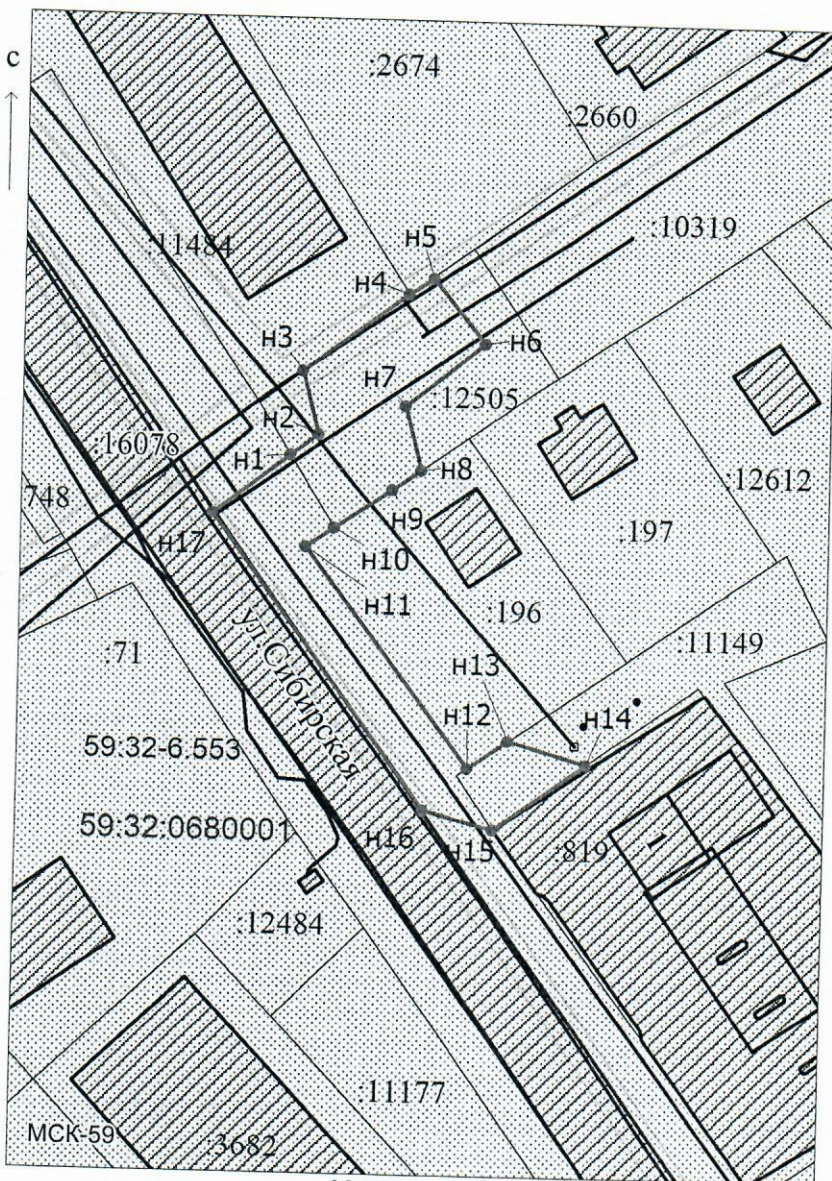 с
:2674
:2660
:11484
:10319
н5
н4
н3
н6
н7
:12505
н2
:16078
н1
н8
:12612
748
н9
:197
н17
н10
н11
:196
:71
ул.Сибирская
:11149
н13
н12
н14
59:32-6.553
59:32:0680001
н16
н15
:819
:12484
:11177
МСК-59
:3682